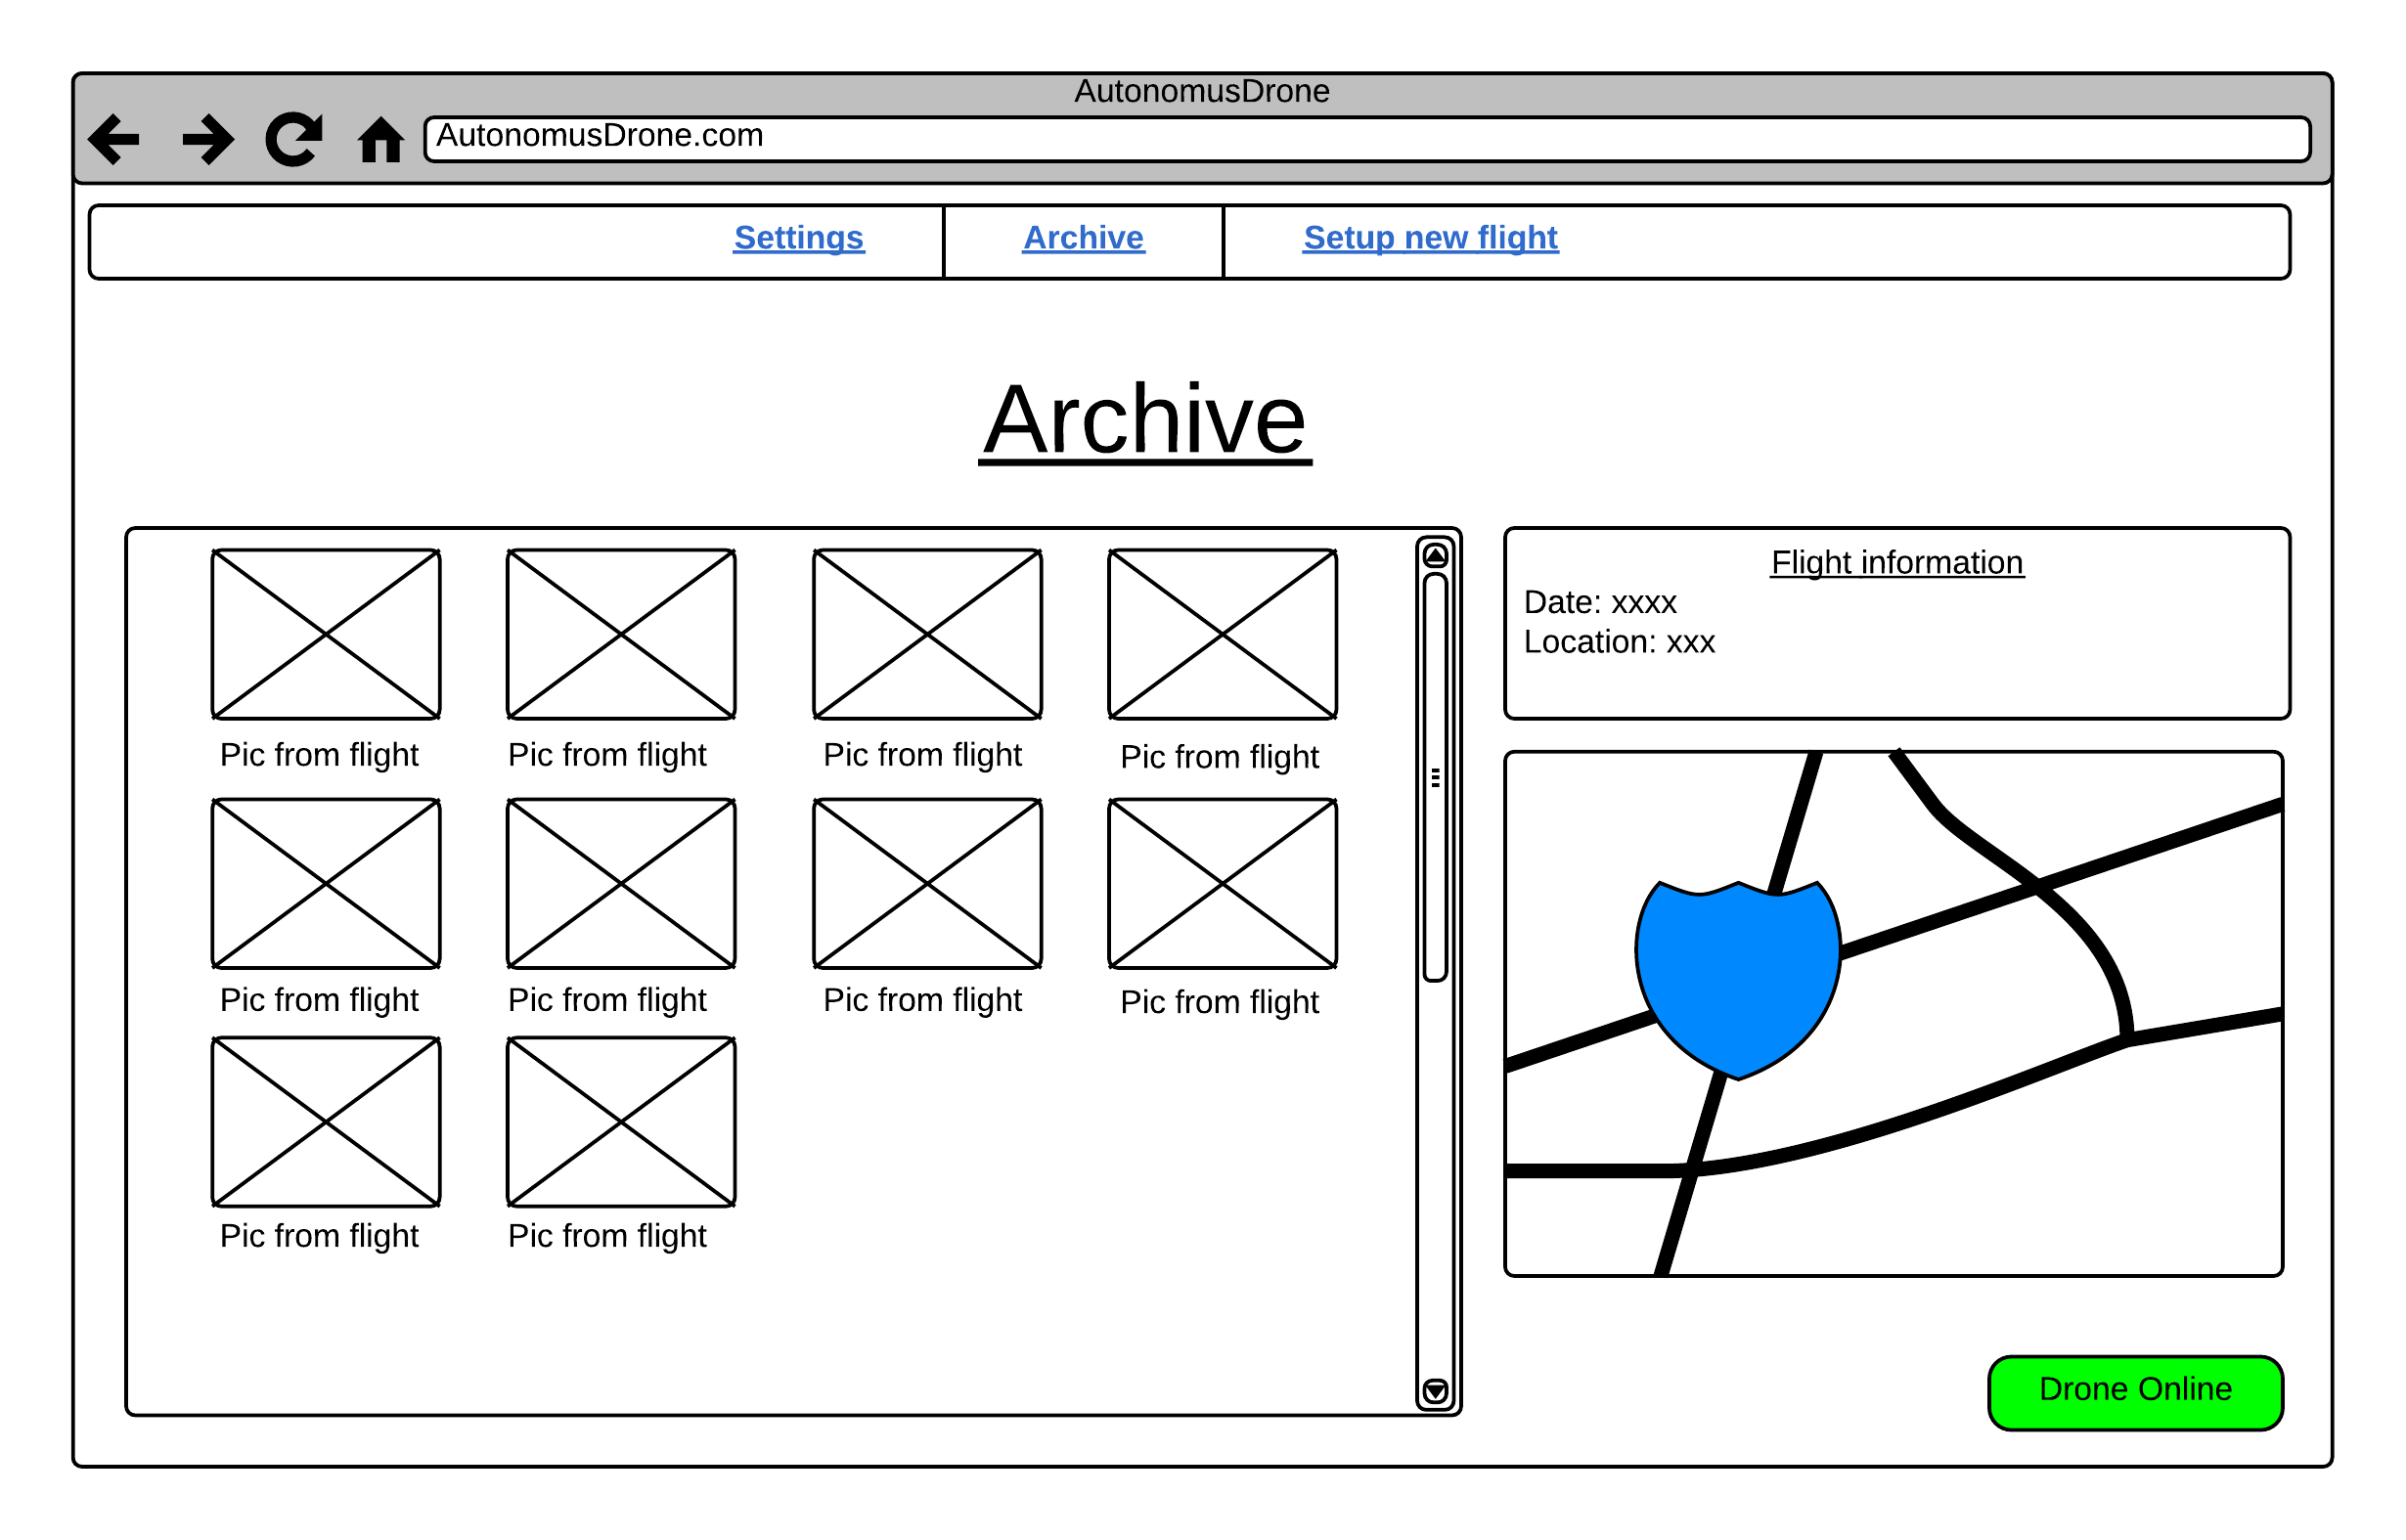 AutonomusDrone
AutonomusDrone.com
Settings
Archive
Setup new flight
Archive
Pic from flight
Pic from flight
Pic from flight
Pic from flight
Pic from flight
Pic from flight
Pic from flight
Pic from flight
Pic from flight
Pic from flight
Flight information
Date: xxxx
Location: xxx
Drone Online